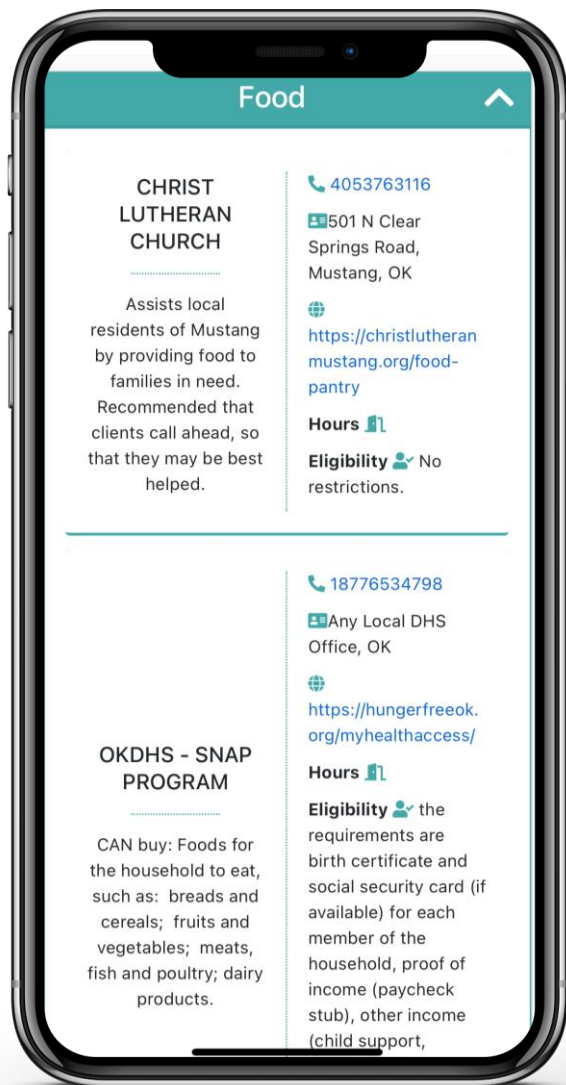 Food
CHRIST
LUTHERAN
CHURCH
Assists local
residents of Mustang
by providing food to
families in need.
Recommended that
clients call ahead, so
that they may be best
helped.
4053763116
501 N Clear
Springs Road,
Mustang, OK
https://christlutheran
mustang.org/food-
pantry
Hours
Eligibility No
restrictions.
OKDHS - SNAP
PROGRAM
CAN buy: Foods for
the household to eat,
such as: breads and
cereals; fruits and
vegetables; meats,
fish and poultry; dairy
products.
18776534798
Any Local DHS
Office, OK
https://hungerfreeok.
org/myhealthaccess/
Hours
Eligibility the
requirements are
birth certificate and
social security card (if
available) for each
member of the
household, proof of
income (paycheck
stub), other income
(child support,